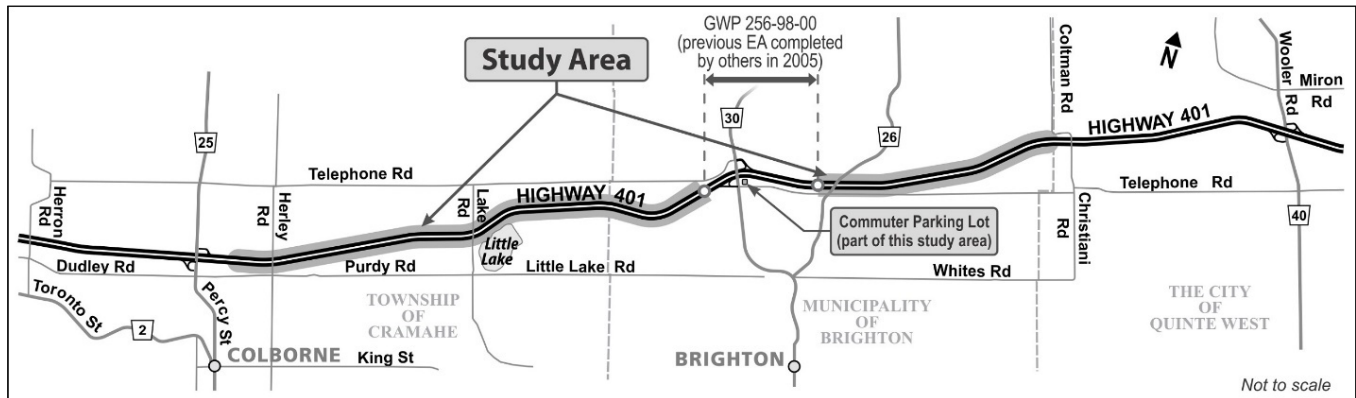 GWP 256-98-00
(previous EA completed
by others in 2005)
Study Area
Coltman Rd
N
Wooler Rd
Miron
Rd
25
30
26
HIGHWAY 401
Telephone Rd
HIGHWAY 401
Telephone Rd
Herron
Rd
Herley
Rd
Lake
Rd
Little
Lake
Commuter Parking Lot
(part of this study area)
Christiani
Rd
40
Dudley Rd
Purdy Rd
Little Lake Rd
Whites Rd
Toronto St
2
Percy St
TOWNSHIP
OF
CRAMAHE
MUNICIPALITY
OF
BRIGHTON
THE CITY
OF
QUINTE WEST
COLBORNE
King St
BRIGHTON
Not to scale